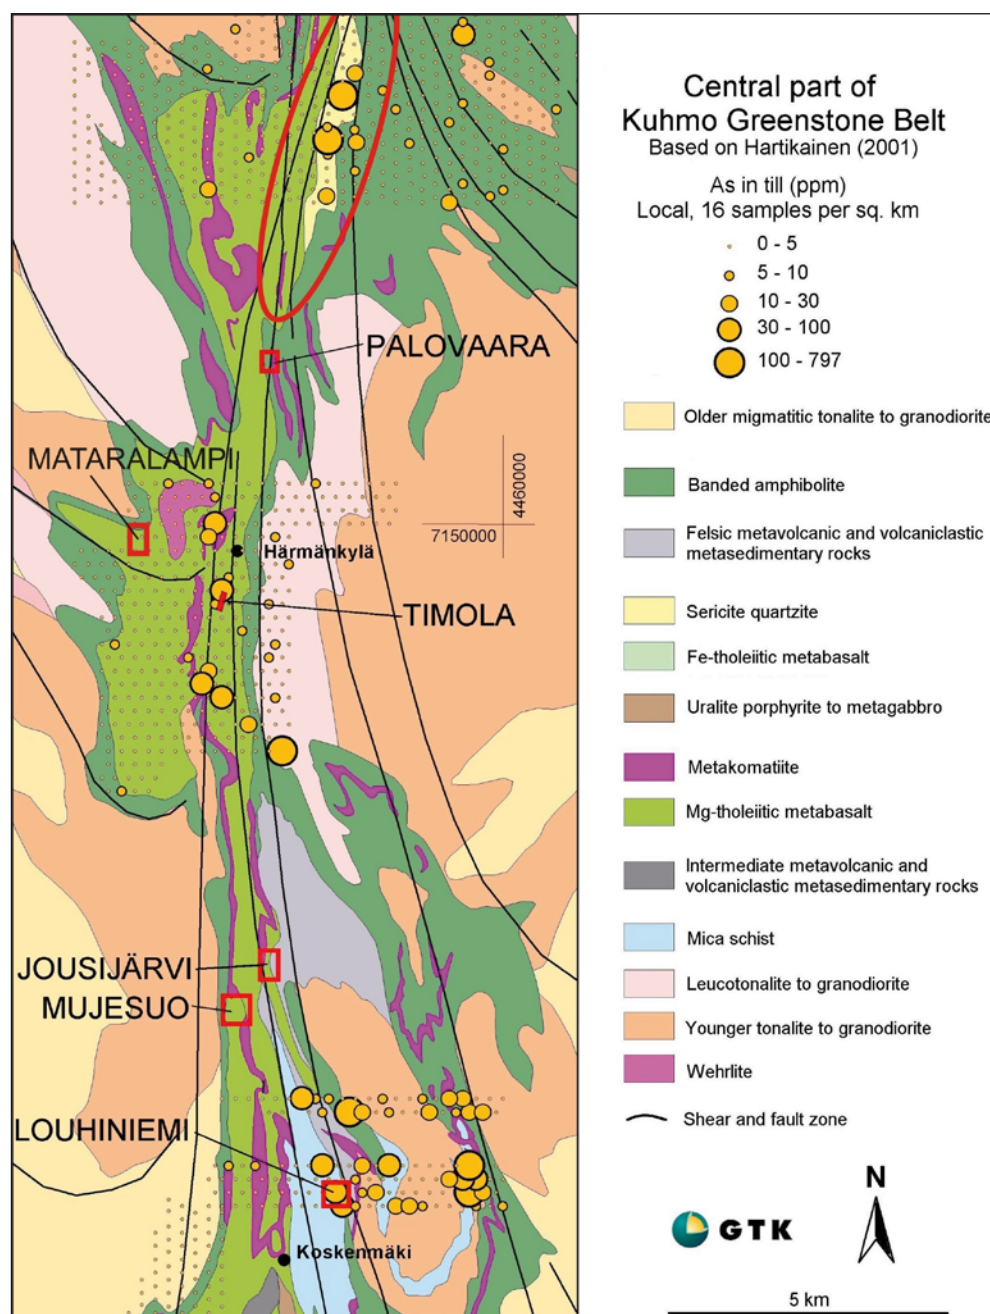 Central part of
Kuhmo Greenstone Belt
Based on Hartikainen (2001)
As in till (ppm)
Local, 16 samples per sq. km
0 - 5
5 - 10
10 - 30
30 - 100
100 - 797
Older migmatitic tonalite to granodiorite
Banded amphibolite
Felsic metavolcanic and volcaniclastic
metasedimentary rocks
Sericite quartzite
Fe-tholeiitic metabasalt
Uralite porphyrite to metagabbro
Metakomatiite
Mg-tholeiitic metabasalt
Intermediate metavolcanic and
volcaniclastic metasedimentary rocks
Mica schist
Leucotonalite to granodiorite
Younger tonalite to granodiorite
Wehrlite
Shear and fault zone
N
GTK
5 km
PALOVAARA
MATARALAMPI
4460000
7150000
Härmänkylä
TIMOLA
JOUSIJÄRVI
MUJESUO
LOUHINIEMI
Koskenmäki